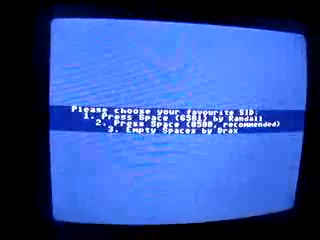 Please choose your favourite SID:
1. Press Space (6581) by Randall
2. Press Space (8580, recommended)
3. Empty Spaces by Drax